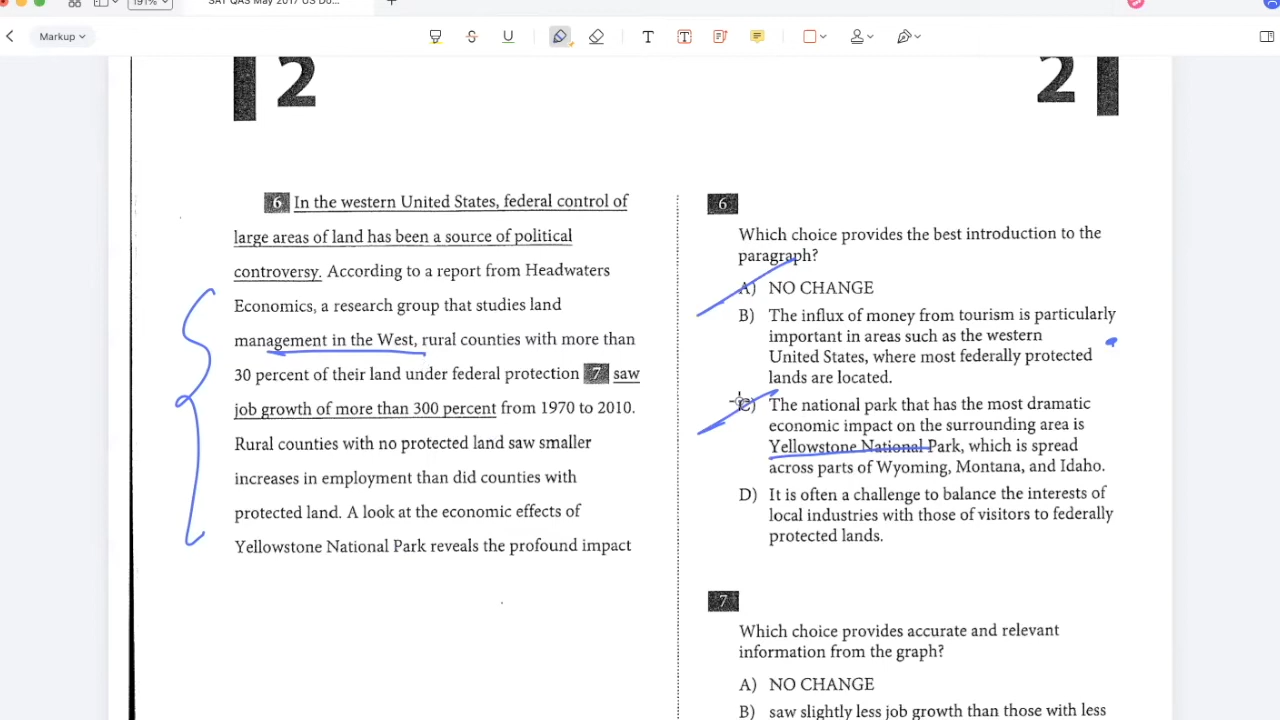 191%
SAT QAS May 2017 US Do...
Markup
2
2
6 In the western United States, federal control of
large areas of land has been a source of political
controversy. According to a report from Headwaters
Economics, a research group that studies land
management in the West, rural counties with more than
30 percent of their land under federal protection 7 saw
job growth of more than 300 percent from 1970 to 2010.
Rural counties with no protected land saw smaller
increases in employment than did counties with
protected land. A look at the economic effects of
Yellowstone National Park reveals the profound impact
6
Which choice provides the best introduction to the
paragraph?
A) NO CHANGE
B) The influx of money from tourism is particularly
important in areas such as the western
United States, where most federally protected
lands are located.
C) The national park that has the most dramatic
economic impact on the surrounding area is
Yellowstone National Park, which is spread
across parts of Wyoming, Montana, and Idaho.
D) It is often a challenge to balance the interests of
local industries with those of visitors to federally
protected lands.
7
Which choice provides accurate and relevant
information from the graph?
A) NO CHANGE
B) saw slightly less job growth than those with less